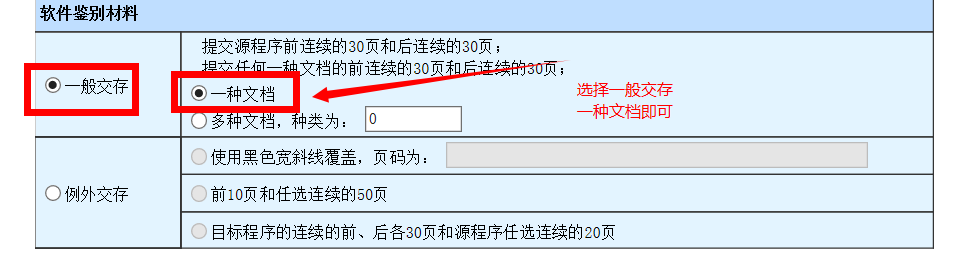 软件鉴别材料
提交源程序前连续的30页和后连续的30页；
提交任何一种文档的前连续的30页和后连续的30页；
一般交存
一种文档
选择一般交存
一种文档即可
多种文档，种类为： 0
使用黑色宽斜线覆盖，页码为：
例外交存
前10页和任选连续的50页
目标程序的连续的前、后各30页和源程序任选连续的20页